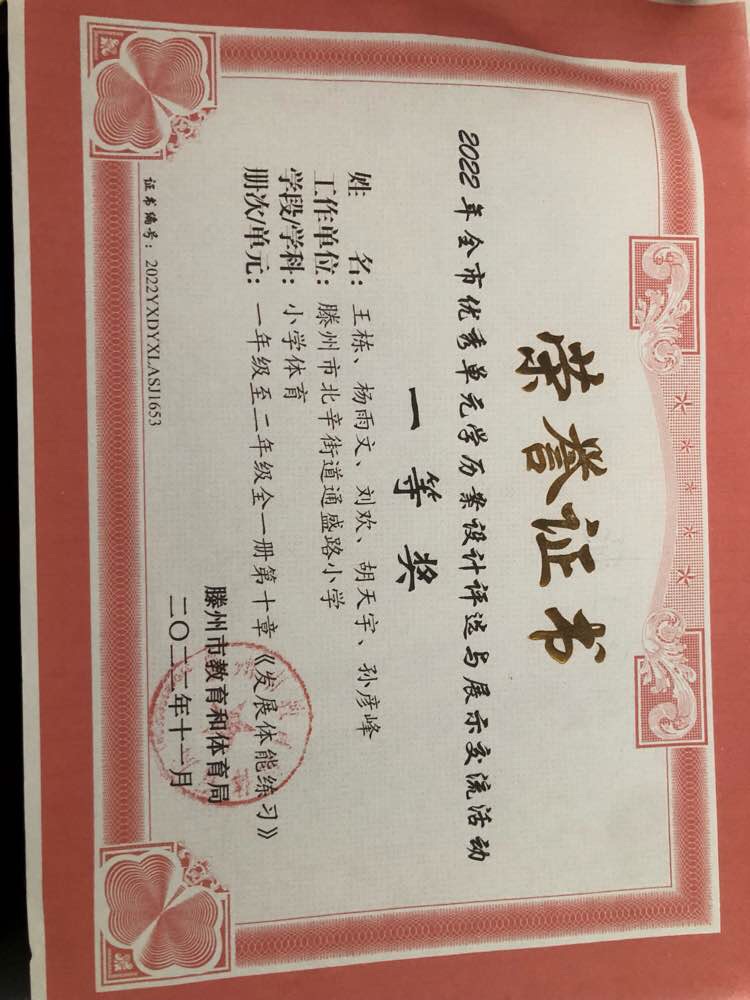 荣誉证书
2022年全市优秀单元学历案设计评选与展示交流活动
一等奖
姓 名：王栋、杨雨文、刘欢、胡天宇、孙彦峰
工作单位：滕州市北辛街道通盛路小学
学段/学科：小学体育
册次/单元：一年级至二年级全一册第十章《发展体能练习》
滕州市教育和体育局
二〇二二年十一月
证书编号：2022YXDYXLASJ1653